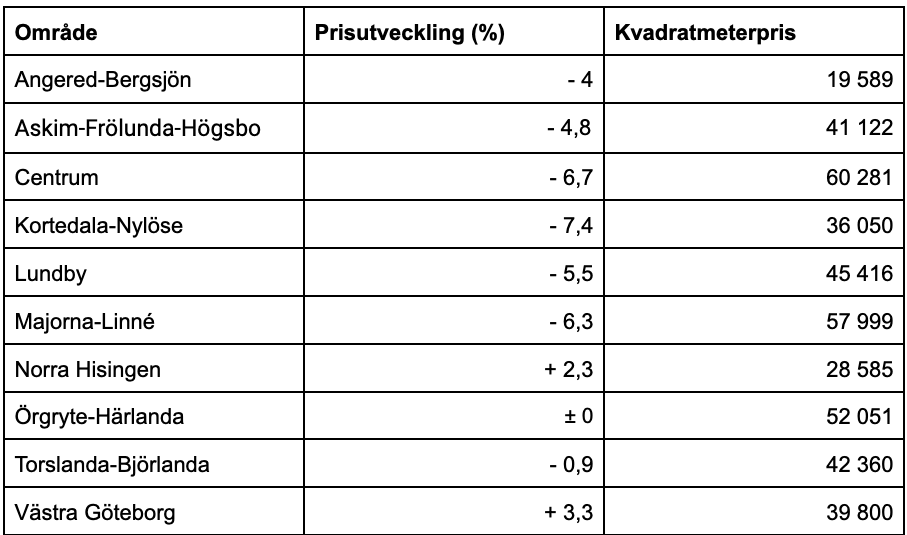 Område Prisutveckling (%) Kvadratmeterpris
Angered-Bergsjön - 4 19 589
Askim-Frölunda-Högsbo - 4,8 41 122
Centrum - 6,7 60 281
Kortedala-Nylöse - 7,4 36 050
Lundby - 5,5 45 416
Majorna-Linné - 6,3 57 999
Norra Hisingen + 2,3 28 585
Örgryte-Härlanda ± 0 52 051
Torslanda-Björlanda - 0,9 42 360
Västra Göteborg + 3,3 39 800